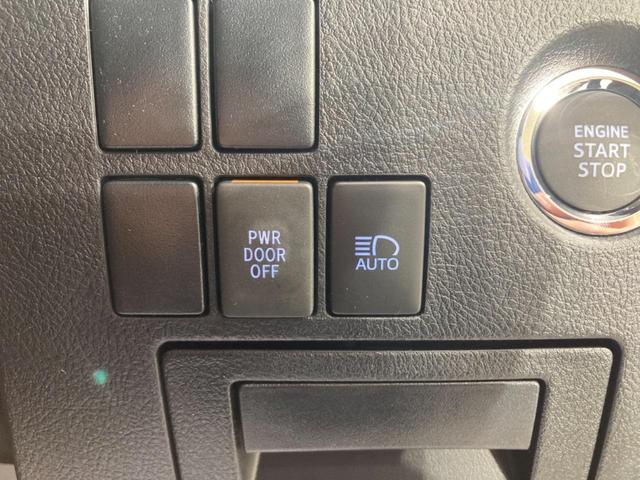 ENGINE
START
STOP
PWR
DOOR
OFF
AUTO